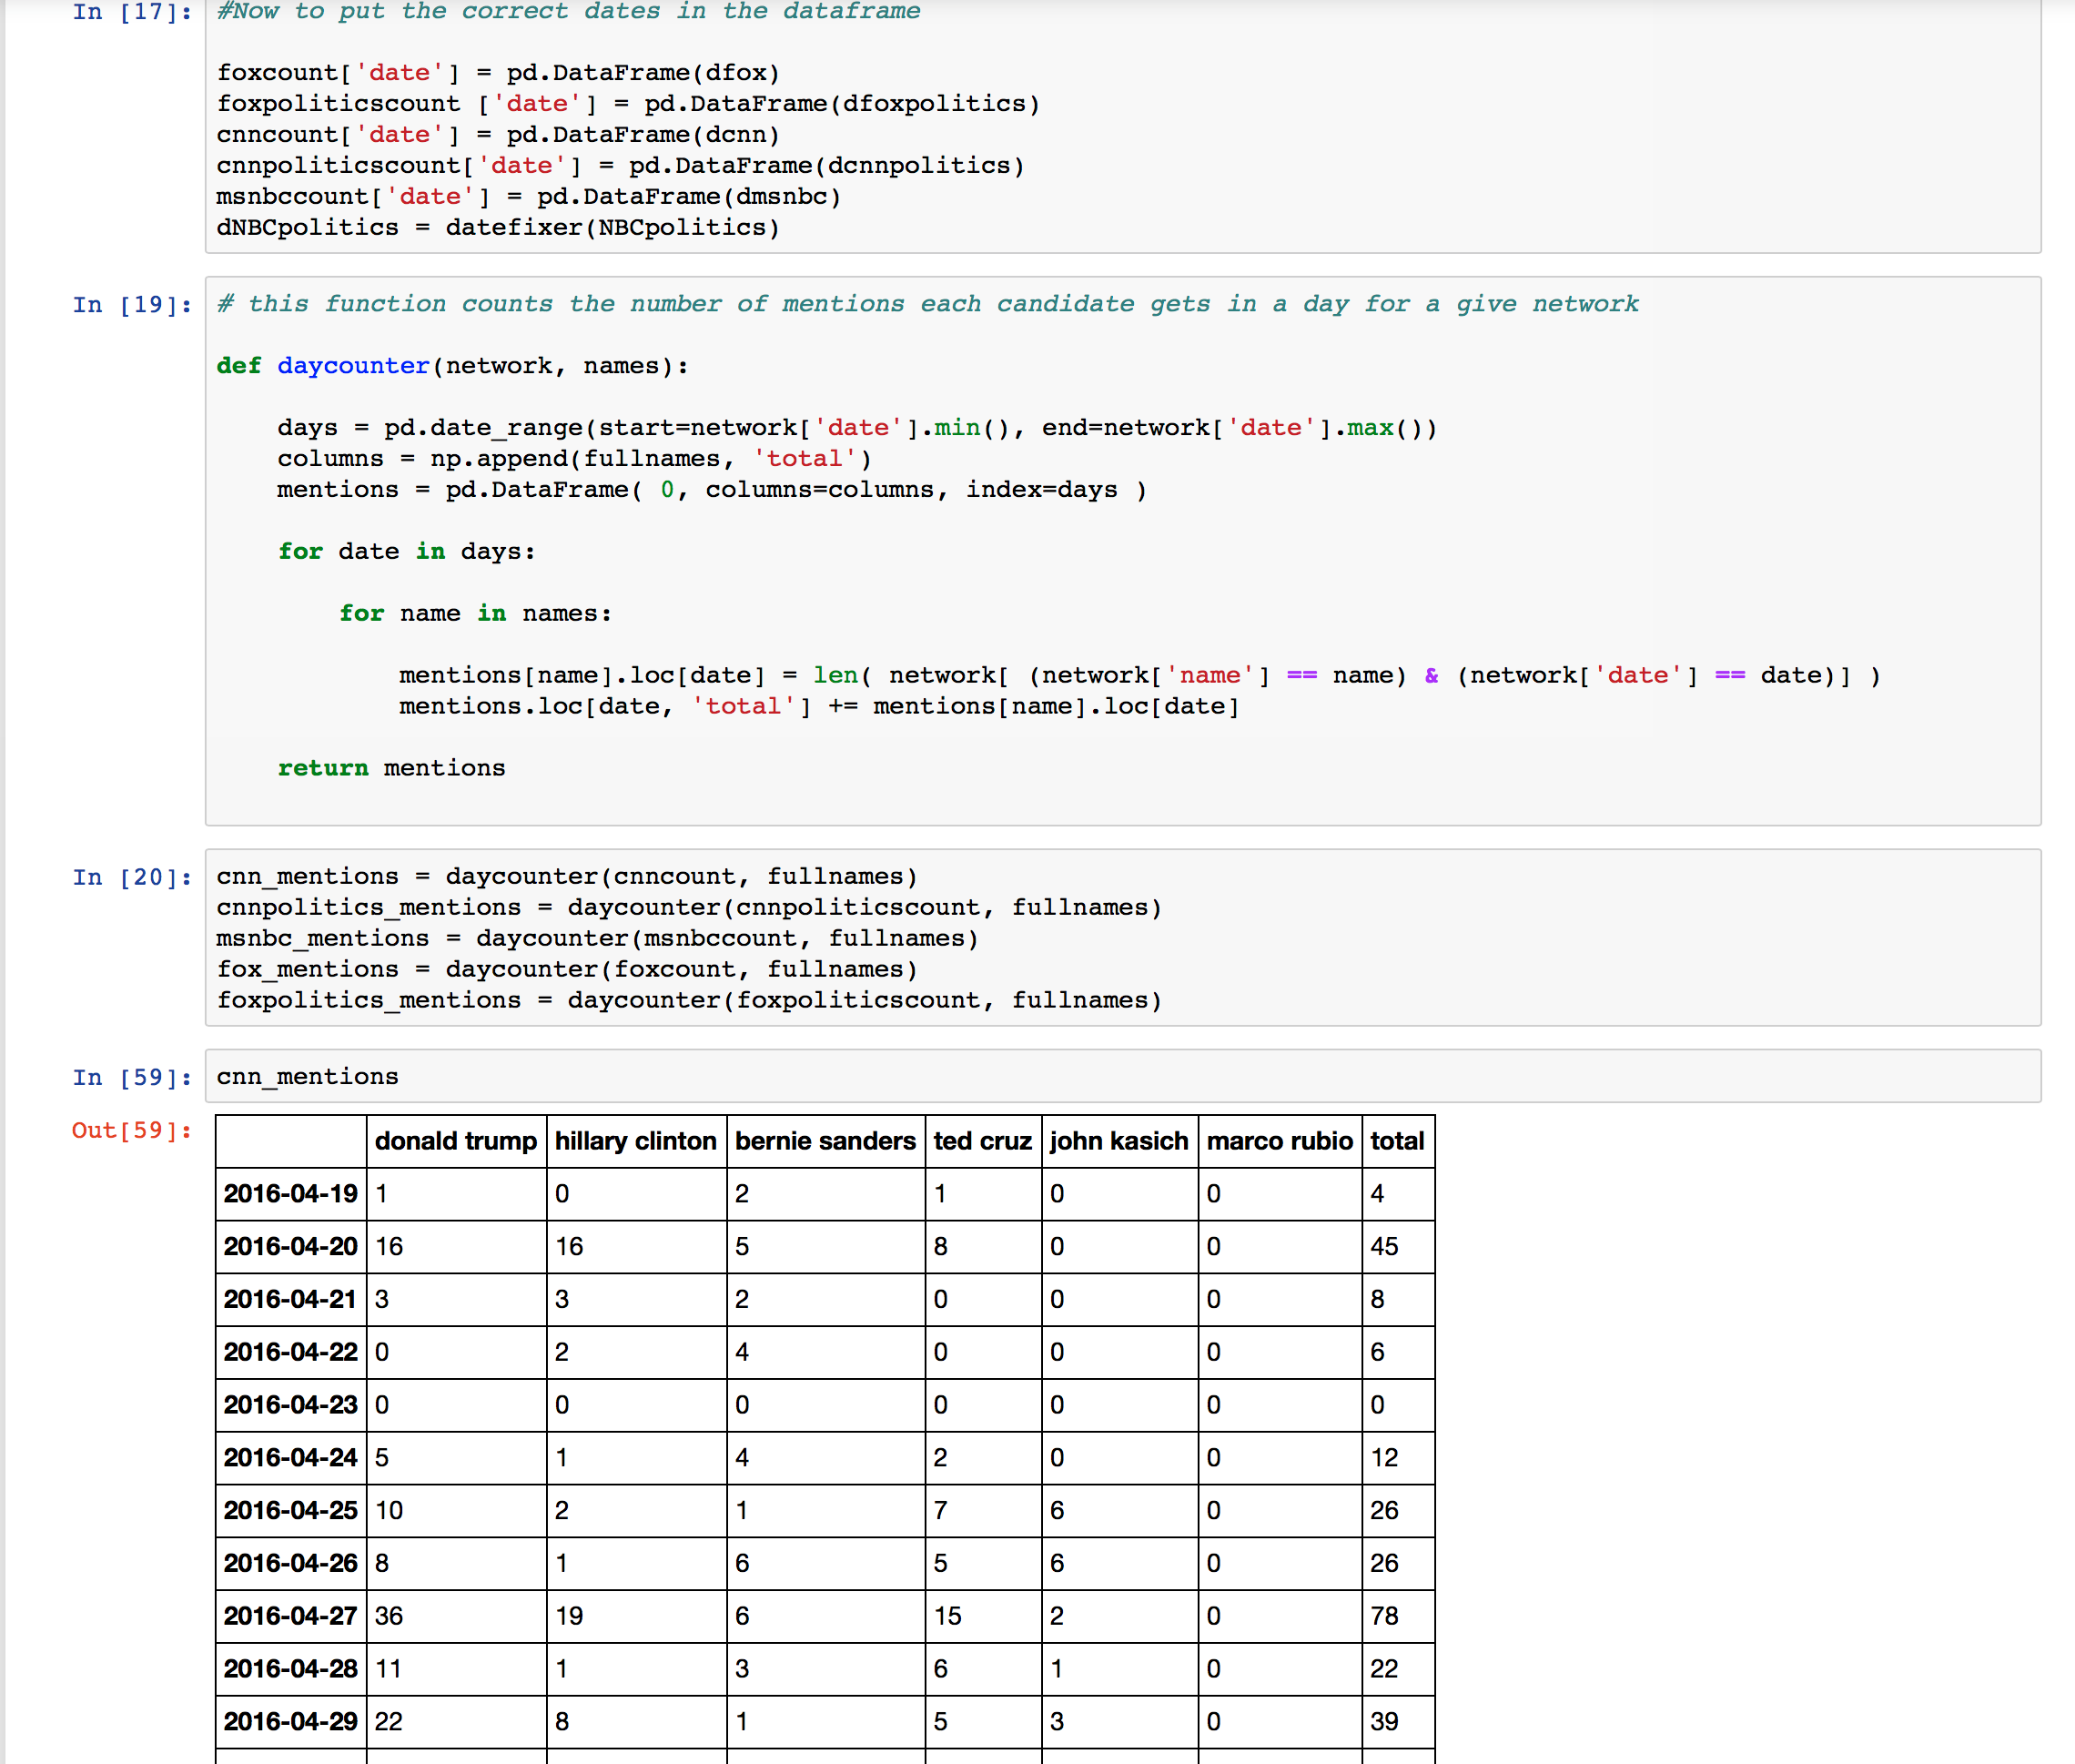 In [17]: #Now to put the correct dates in the dataframe
foxcount['date'] = pd.DataFrame(dfox)
foxpoliticscount ['date'] = pd.DataFrame(dfoxpolitics)
cnncount['date'] = pd.DataFrame(dcnn)
cnnpoliticscount['date'] = pd.DataFrame(dcnnpolitics)
msnbccount['date'] = pd.DataFrame(dmsnbc)
dNBCpolitics = datefixer(NBCpolitics)
In [19]: # this function counts the number of mentions each candidate gets in a day for a give network
def daycounter(network, names):
days = pd.date_range(start=network['date'].min(), end=network['date'].max())
columns = np.append(fullnames, 'total')
mentions = pd.DataFrame( 0, columns=columns, index=days )
for date in days:
for name in names:
mentions[name].loc[date] = len( network[ (network['name'] == name) & (network['date'] == date)] )
mentions.loc[date, 'total'] += mentions[name].loc[date]
return mentions
In [20]: cnn_mentions = daycounter(cnncount, fullnames)
cnnpolitics_mentions = daycounter(cnnpoliticscount, fullnames)
msnbc_mentions = daycounter(msnbccount, fullnames)
fox_mentions = daycounter(foxcount, fullnames)
foxpolitics_mentions = daycounter(foxpoliticscount, fullnames)
In [59]: cnn_mentions
Out[59]:
donald trump hillary clinton bernie sanders ted cruz john kasich marco rubio total
2016-04-19 1 0 2 1 0 0 4
2016-04-20 16 16 5 8 0 0 45
2016-04-21 3 3 2 0 0 0 8
2016-04-22 0 2 4 0 0 0 6
2016-04-23 0 0 0 0 0 0 0
2016-04-24 5 1 4 2 0 0 12
2016-04-25 10 2 1 7 6 0 26
2016-04-26 8 1 6 5 6 0 26
2016-04-27 36 19 6 15 2 0 78
2016-04-28 11 1 3 6 1 0 22
2016-04-29 22 8 1 5 3 0 39